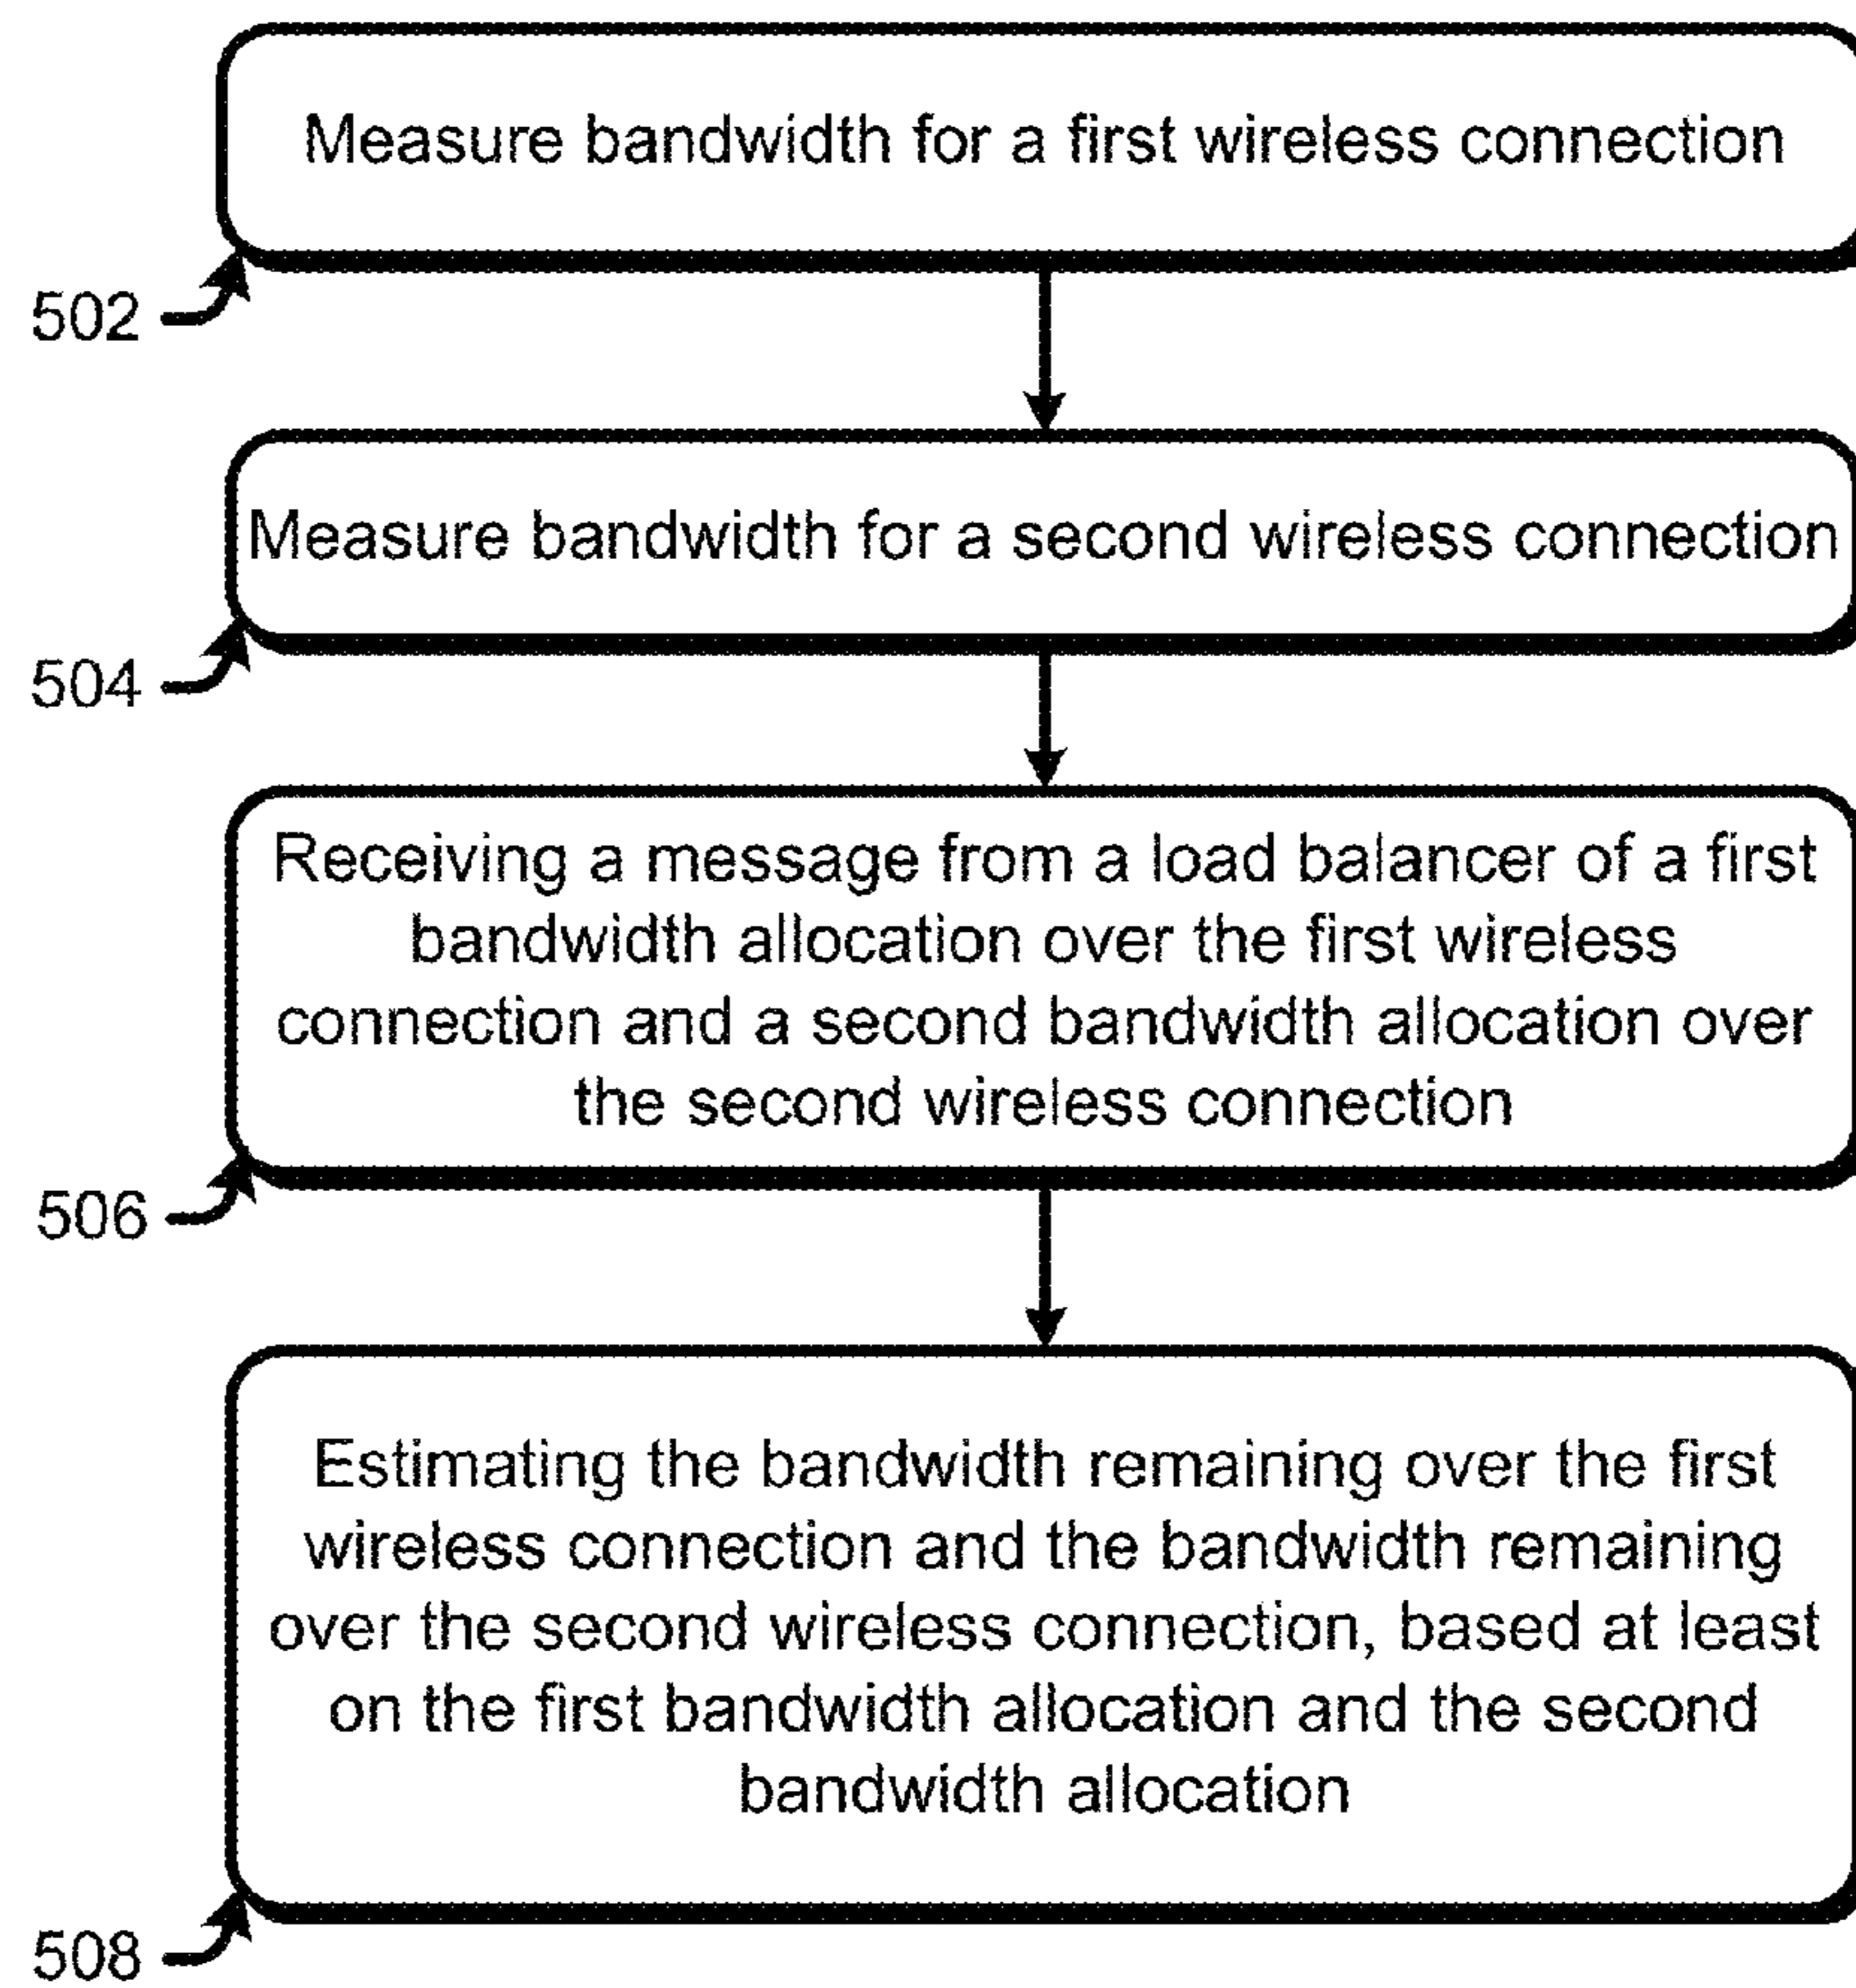 Measure bandwidth for a first wireless connection
502
Measure bandwidth for a second wireless connection
504
Receiving a message from a load balancer of a first
bandwidth allocation over the first wireless
connection and a second bandwidth allocation over
the second wireless connection
506
Estimating the bandwidth remaining over the first
wireless connection and the bandwidth remaining
over the second wireless connection, based at least
on the first bandwidth allocation and the second
bandwidth allocation
508